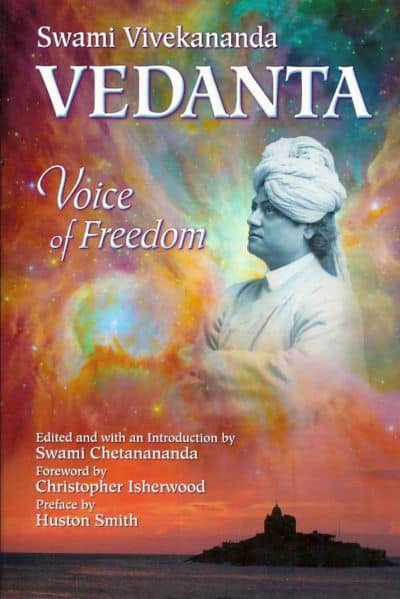 Swami Vivekananda
VEDANTA
Voice
of Freedom
Edited and with an Introduction by
Swami Chetanananda
Foreword by
Christopher Isherwood
Preface by
Huston Smith